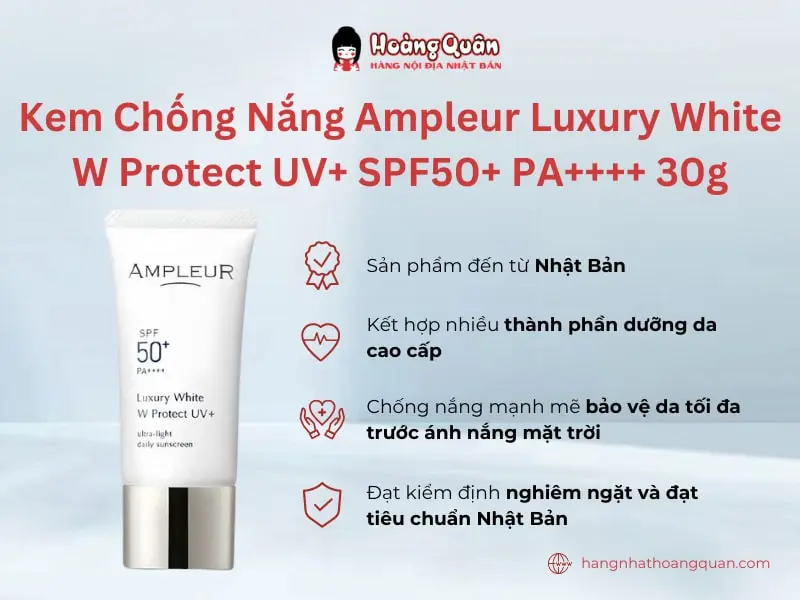 Hoàng Quân
HÀNG NỘI ĐỊA NHẬT BẢN
Kem Chống Nắng Ampleur Luxury White
W Protect UV+ SPF50+ PA++++ 30g
AMPLEUR
SPF
50+
PA++++
Luxury White
W Protect UV+
ultra-light
daily sunscreen
Sản phẩm đến từ Nhật Bản
Kết hợp nhiều thành phần dưỡng da
cao cấp
Chống nắng mạnh mẽ bảo vệ da tối đa
trước ánh nắng mặt trời
Đạt kiểm định nghiêm ngặt và đạt
tiêu chuẩn Nhật Bản
hangnhathoangquan.com